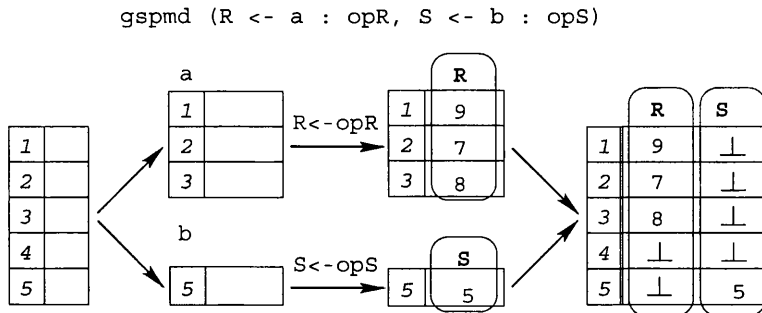 gspmd (R <- a : opR, S <- b : opS)
a
1
2
3
R<-opR
R
1 9
2 7
3 8
1
2
3
4
5
b
5
S<-opS
S
5 5
R S
1 9 ⊥
2 7 ⊥
3 8 ⊥
4 ⊥ ⊥
5 ⊥ 5